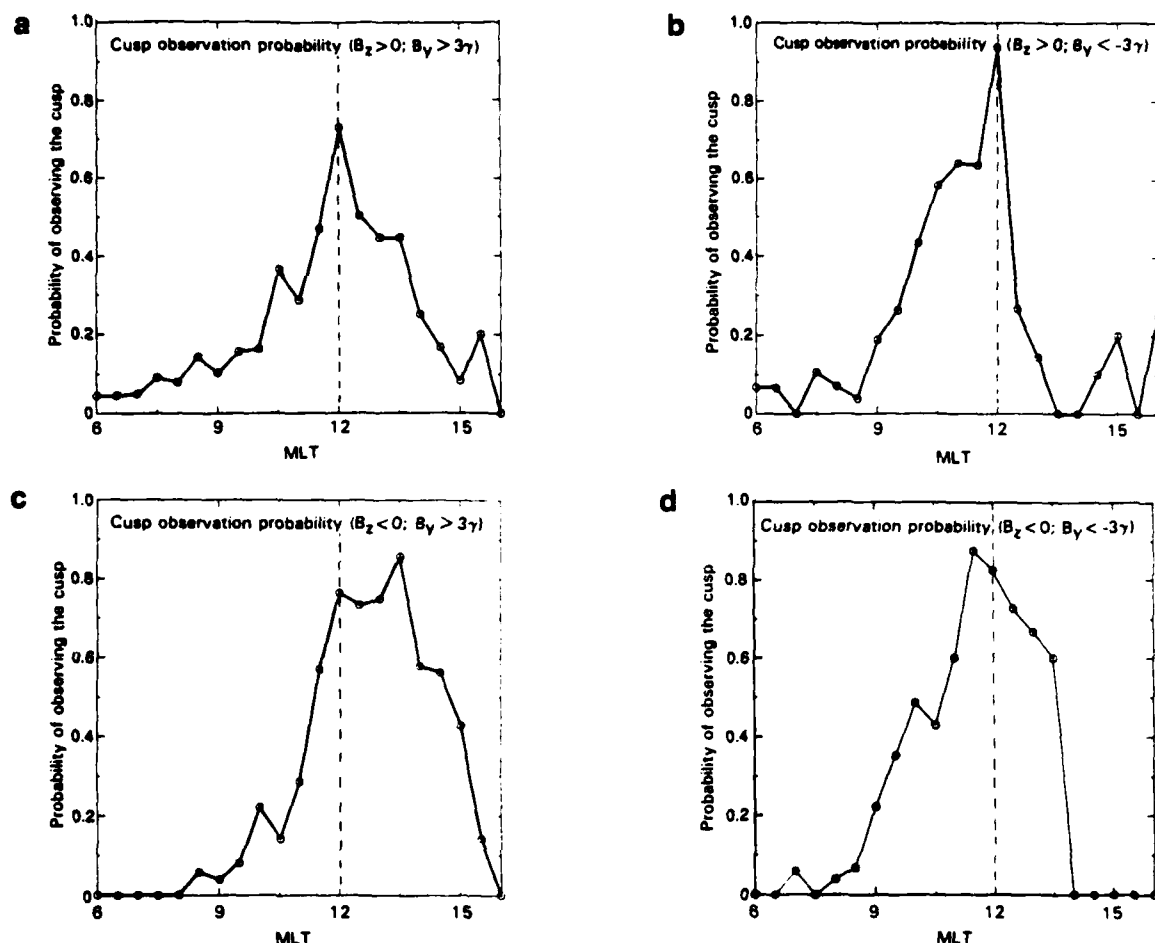 a
Cusp observation probability (Bz>0; By>3γ)
Probability of observing the cusp
1.0
0.8
0.6
0.4
0.2
0
6 9 12 15
MLT
b
Cusp observation probability (Bz>0; By<-3γ)
Probability of observing the cusp
1.0
0.8
0.6
0.4
0.2
0
6 9 12 15
MLT
c
Cusp observation probability (Bz<0; By>3γ)
Probability of observing the cusp
1.0
0.8
0.6
0.4
0.2
0
6 9 12 15
MLT
d
Cusp observation probability (Bz<0; By<-3γ)
Probability of observing the cusp
1.0
0.8
0.6
0.4
0.2
0
6 9 12 15
MLT